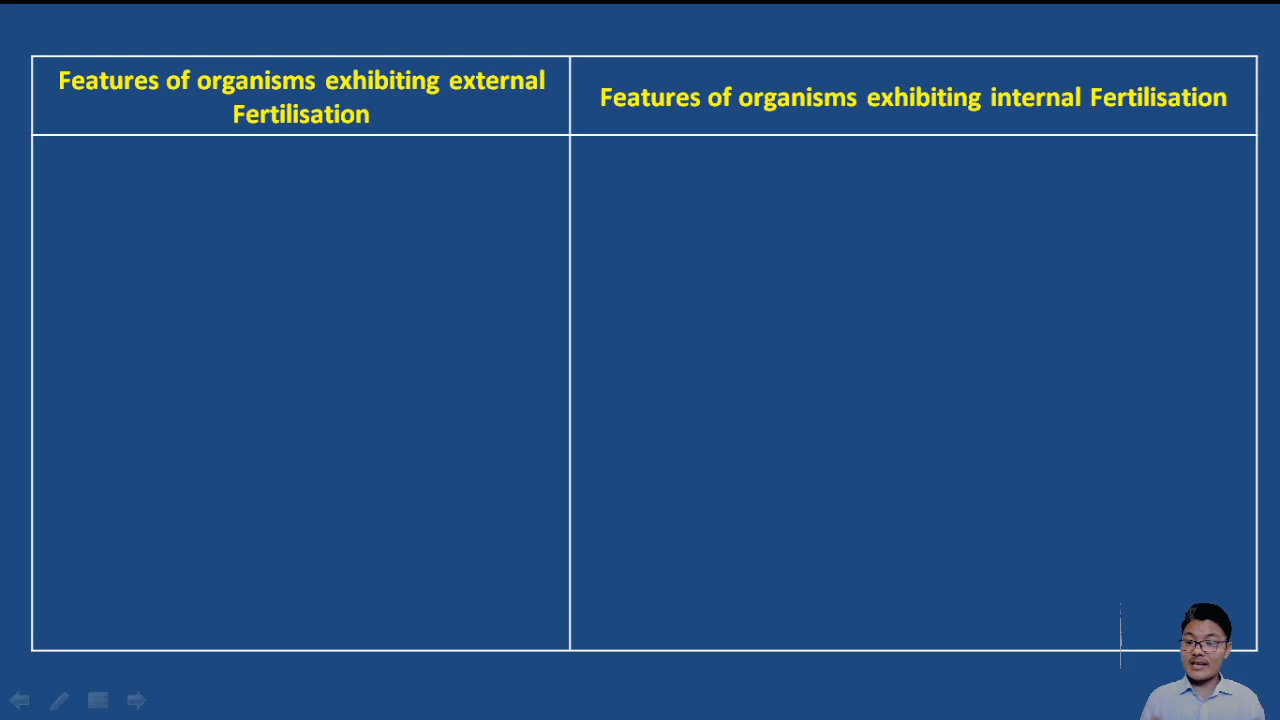 Features of organisms exhibiting external
Fertilisation
Features of organisms exhibiting internal Fertilisation